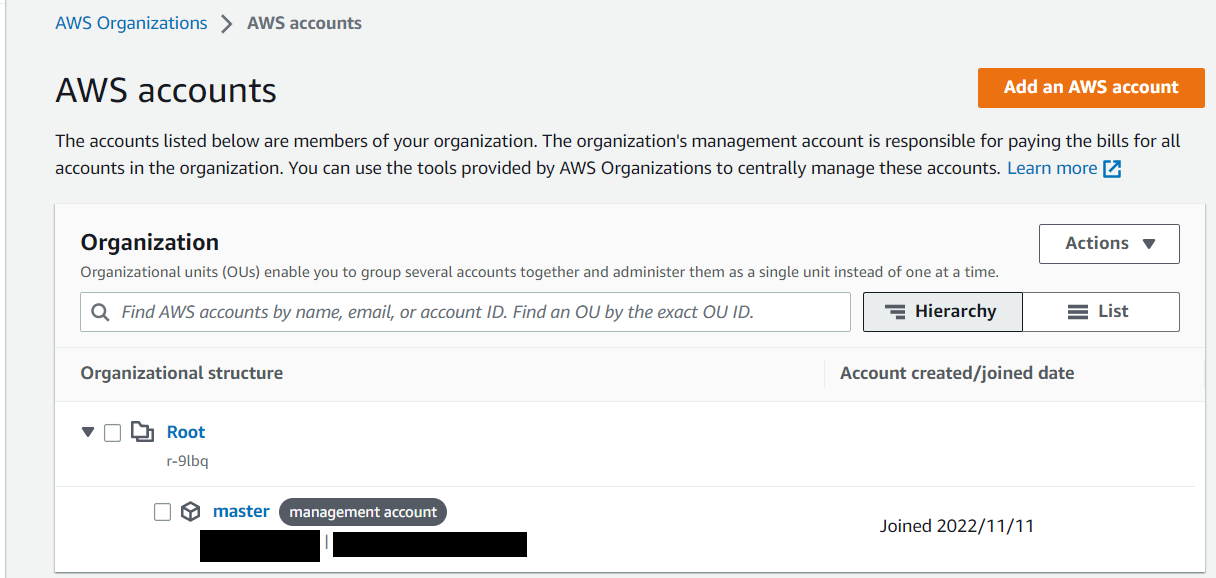 AWS Organizations > AWS accounts
AWS accounts
Add an AWS account
The accounts listed below are members of your organization. The organization's management account is responsible for paying the bills for all
accounts in the organization. You can use the tools provided by AWS Organizations to centrally manage these accounts. Learn more
Organization
Actions
Organizational units (OUs) enable you to group several accounts together and administer them as a single unit instead of one at a time.
Find AWS accounts by name, email, or account ID. Find an OU by the exact OU ID.
Hierarchy
List
Organizational structure
Account created/joined date
Root
r-9lbq
master management account
|
Joined 2022/11/11